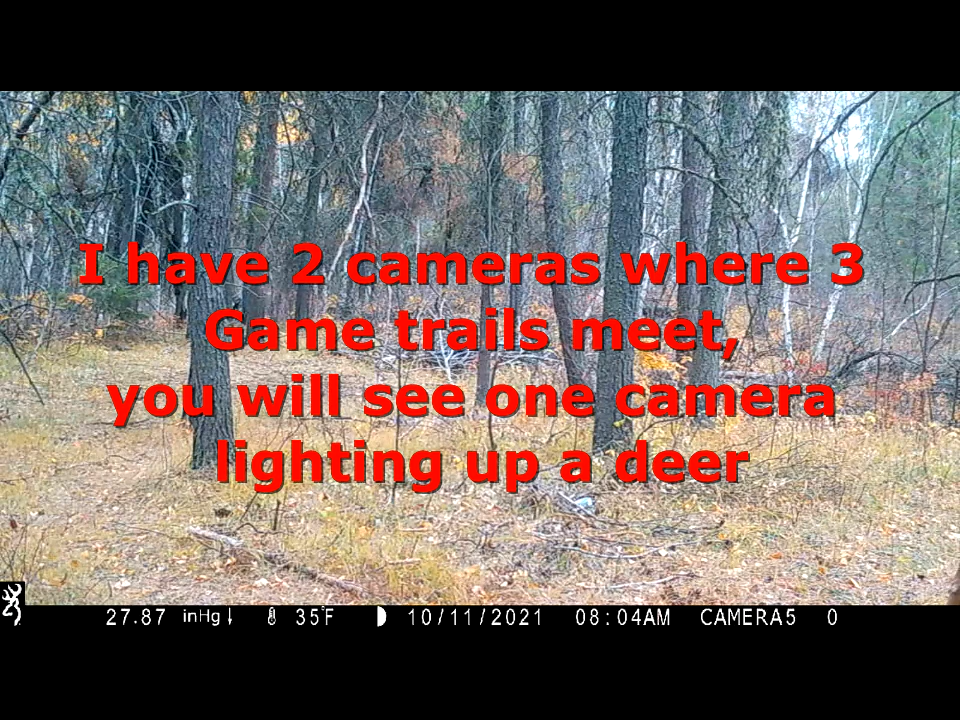 I have 2 cameras where 3
Game trails meet,
you will see one camera
lighting up a deer
27.87 inHg↓ 35°F 10/11/2021 08:04AM CAMERA5 0